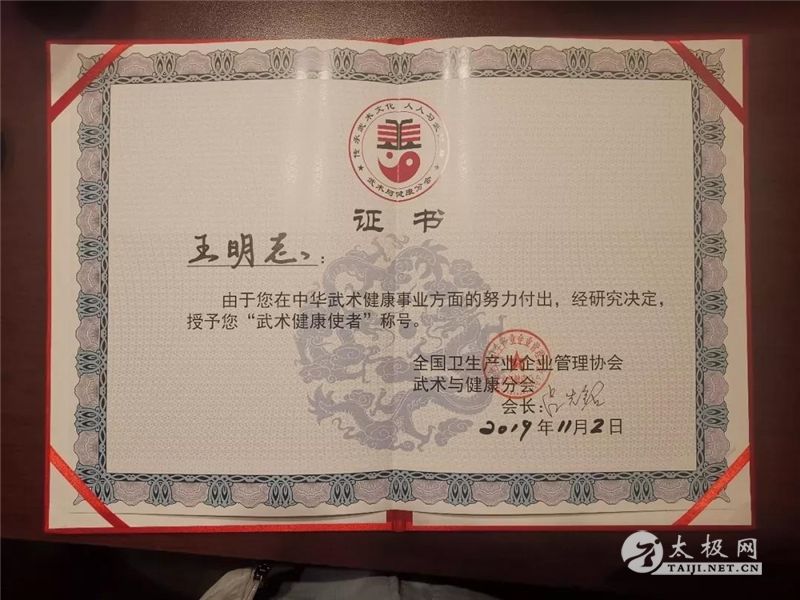 传承武术文化 人人习武
武术与健康分会
证书
王明志:
由于您在中华武术健康事业方面的努力付出，经研究决定，
授予您“武术健康使者”称号。
全国卫生产业企业管理协会
武术与健康分会
会长:
2019年11月2日
太极网
TAIJI.NET.CN